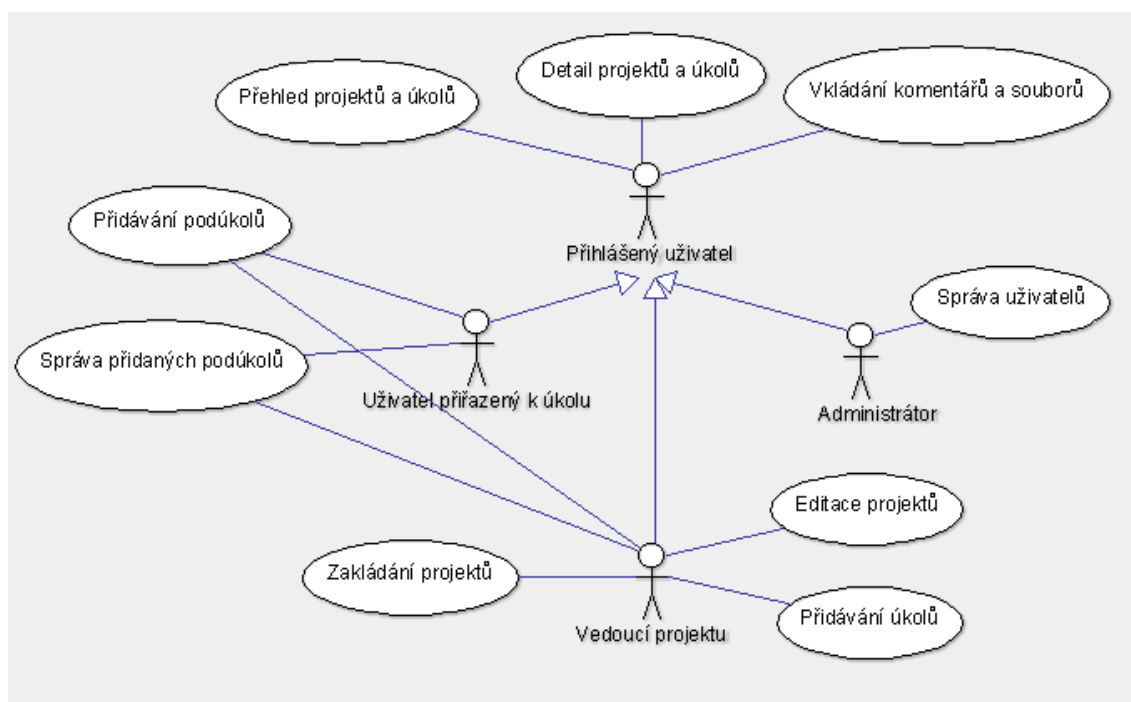 Detail projektů a úkolů
Přehled projektů a úkolů
Vkládání komentářů a souborů
Přidávání podúkolů
Přihlášený uživatel
Správa uživatelů
Správa přidaných podúkolů
Uživatel přiřazený k úkolu
Administrátor
Editace projektů
Zakládání projektů
Přidávání úkolů
Vedoucí projektu